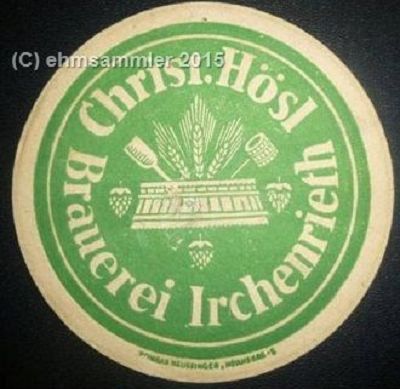 (C) ehmsammler 2015
Christ. Hösl
Brauerei Irchenrieth